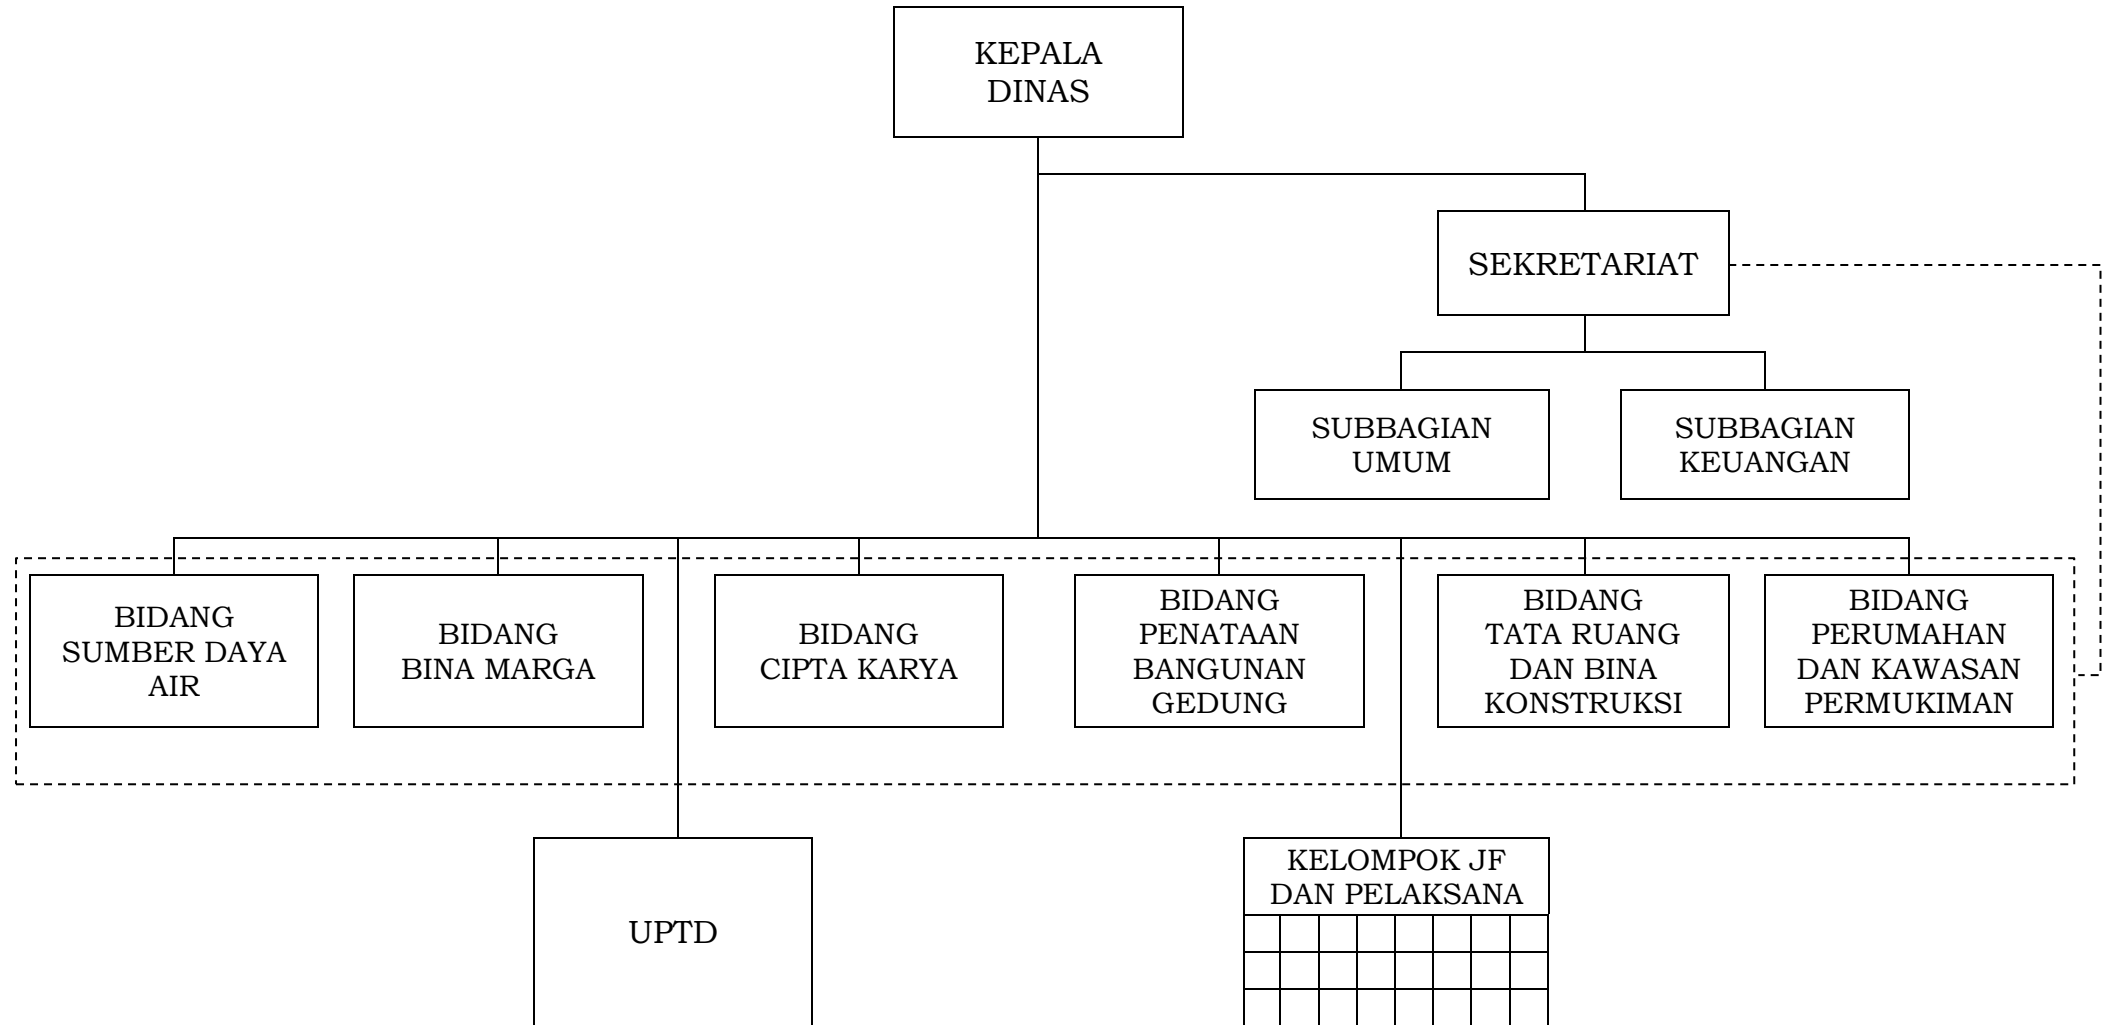 KEPALA
DINAS
SEKRETARIAT
SUBBAGIAN
UMUM
SUBBAGIAN
KEUANGAN
BIDANG
SUMBER DAYA
AIR
BIDANG
BINA MARGA
BIDANG
CIPTA KARYA
BIDANG
PENATAAN
BANGUNAN
GEDUNG
BIDANG
TATA RUANG
DAN BINA
KONSTRUKSI
BIDANG
PERUMAHAN
DAN KAWASAN
PERMUKIMAN
UPTD
KELOMPOK JF
DAN PELAKSANA